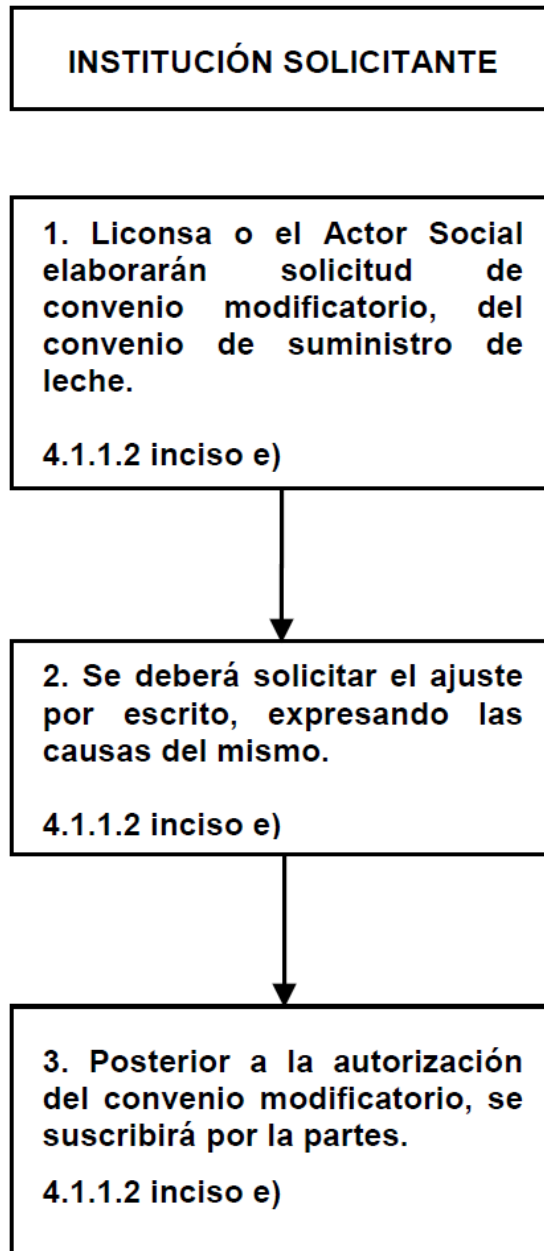 INSTITUCIÓN SOLICITANTE
1. Liconsa o el Actor Social
elaborarán solicitud de
convenio modificatorio, del
convenio de suministro de
leche.
4.1.1.2 inciso e)
2. Se deberá solicitar el ajuste
por escrito, expresando las
causas del mismo.
4.1.1.2 inciso e)
3. Posterior a la autorización
del convenio modificatorio, se
suscribirá por la partes.
4.1.1.2 inciso e)